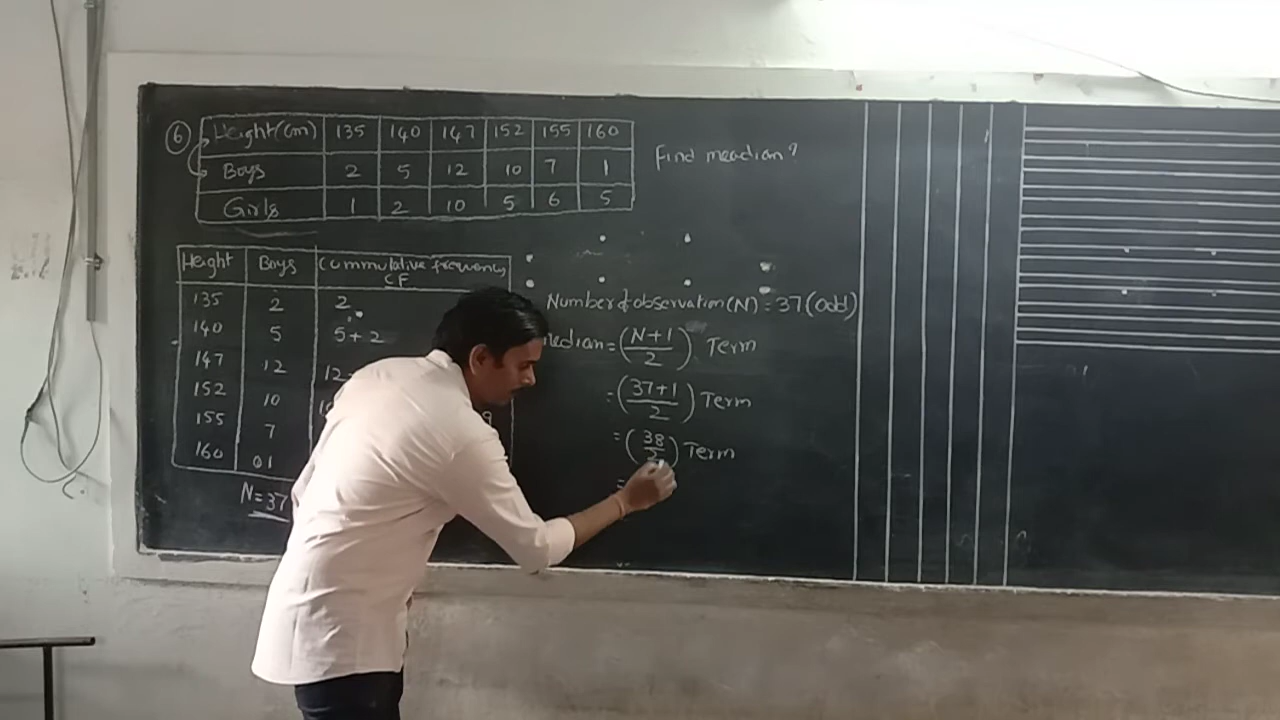 6 Height(cm) 135 140 147 152 155 160
Boys 2 5 12 10 7 1
Girls 1 2 10 5 6 5
Find meadian?
Height Boys Cummulative frequency CF
135 2 2
140 5 5+2
147 12 12
152 10
155 7
160 01
N=37
Number of observation(N) = 37(odd)
edian = (N+1/2) Term
= (37+1/2) Term
= (38/2) Term
=